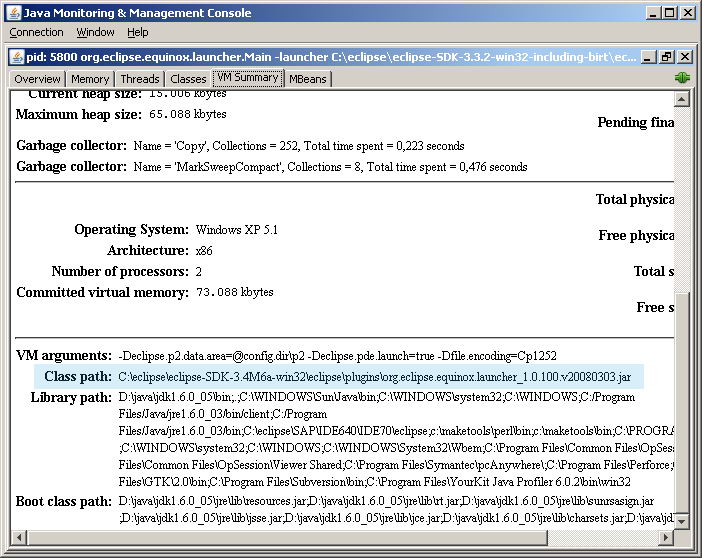 Java Monitoring & Management Console
Connection Window Help
pid: 5800 org.eclipse.equinox.launcher.Main -launcher C:\eclipse\eclipse-SDK-3.3.2-win32-including-birt\ec...
Overview Memory Threads Classes VM Summary MBeans
Current heap size: 15.006 kbytes
Maximum heap size: 65.088 kbytes
Pending fina
Garbage collector: Name = 'Copy', Collections = 252, Total time spent = 0,223 seconds
Garbage collector: Name = 'MarkSweepCompact', Collections = 8, Total time spent = 0,476 seconds
Total physica
Operating System: Windows XP 5.1
Free physica
Architecture: x86
Number of processors: 2
Total s
Committed virtual memory: 73.088 kbytes
Free s
VM arguments: -Declipse.p2.data.area=@config.dir\p2 -Declipse.pde.launch=true -Dfile.encoding=Cp1252
Class path: C:\eclipse\eclipse-SDK-3.4M6a-win32\eclipse\plugins\org.eclipse.equinox.launcher_1.0.100.v20080303.jar
Library path: D:\java\jdk1.6.0_05\bin;.;C:\WINDOWS\Sun\Java\bin;C:\WINDOWS\system32;C:\WINDOWS;C:/Program
Files/Java/jre1.6.0_03/bin/client;C:/Program
Files/Java/jre1.6.0_03/bin;C:\eclipse\SAP\IDE640\IDE70\eclipse;c:\maketools\perl\bin;c:\maketools\bin;C:\PROGRA
;C:\WINDOWS\system32;C:\WINDOWS;C:\WINDOWS\System32\Wbem;C:\Program Files\Common Files\OpSes
Files\Common Files\OpSession\Viewer Shared;C:\Program Files\Symantec\pcAnywhere\;C:\Program Files\Perforce;
Files\GTK\2.0\bin;C:\Program Files\Subversion\bin;C:\Program Files\YourKit Java Profiler 6.0.2\bin\win32
Boot class path: D:\java\jdk1.6.0_05\jre\lib\resources.jar;D:\java\jdk1.6.0_05\jre\lib\rt.jar;D:\java\jdk1.6.0_05\jre\lib\sunrsasign.jar
;D:\java\jdk1.6.0_05\jre\lib\jsse.jar;D:\java\jdk1.6.0_05\jre\lib\jce.jar;D:\java\jdk1.6.0_05\jre\lib\charsets.jar;D:\java\jd